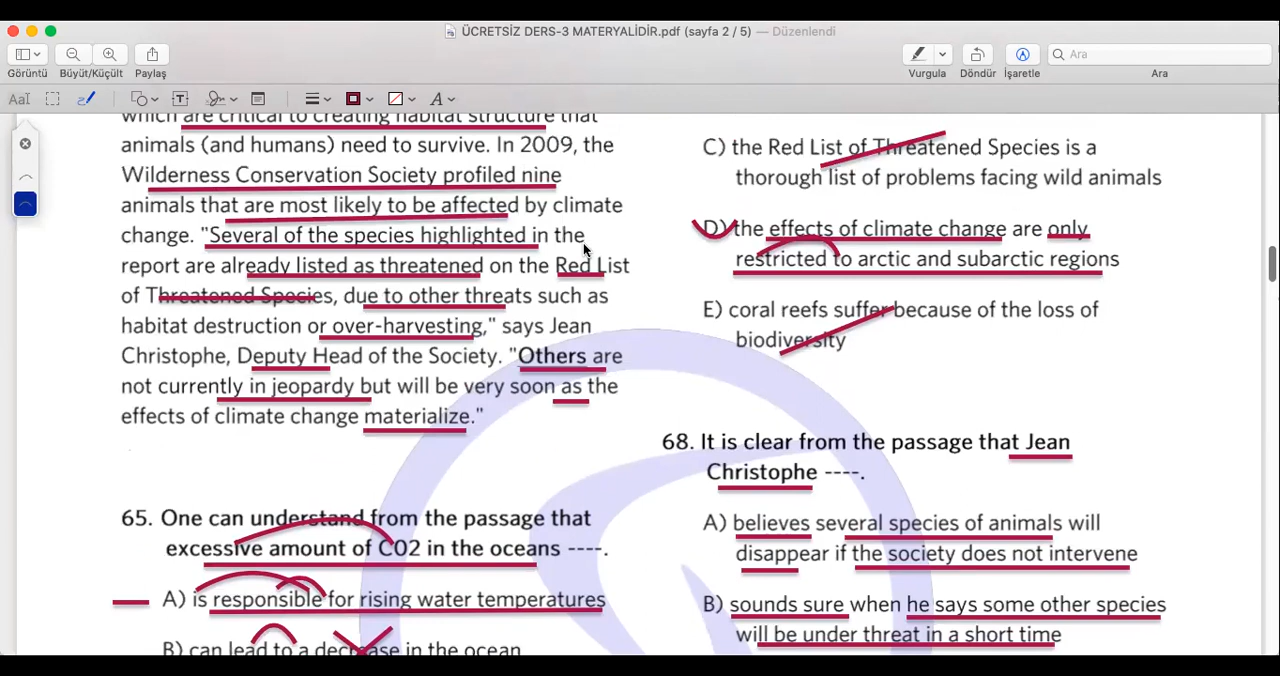 ÜCRETSİZ DERS-3 MATERYALİDİR.pdf (sayfa 2 / 5) — Düzenlendi
Ara
Görüntü
Büyüt/Küçült
Paylaş
Vurgula
Döndür
İşaretle
Ara
which are critical to creating habitat structure that
animals (and humans) need to survive. In 2009, the
Wilderness Conservation Society profiled nine
animals that are most likely to be affected by climate
change. "Several of the species highlighted in the
report are already listed as threatened on the Red List
of Threatened Species, due to other threats such as
habitat destruction or over-harvesting," says Jean
Christophe, Deputy Head of the Society. "Others are
not currently in jeopardy but will be very soon as the
effects of climate change materialize."
65. One can understand from the passage that
excessive amount of C02 in the oceans ----.
A) is responsible for rising water temperatures
B) can lead to a decrease in the ocean
C) the Red List of Threatened Species is a
thorough list of problems facing wild animals
D) the effects of climate change are only
restricted to arctic and subarctic regions
E) coral reefs suffer because of the loss of
biodiversity
68. It is clear from the passage that Jean
Christophe ----.
A) believes several species of animals will
disappear if the society does not intervene
B) sounds sure when he says some other species
will be under threat in a short time